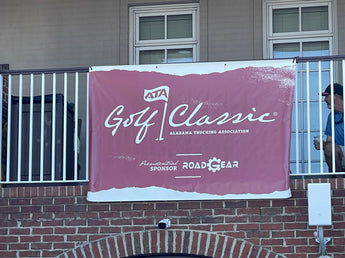 ATA
Golf Classic®
ALABAMA TRUCKING ASSOCIATION
Presidential
SPONSOR ROADGEAR